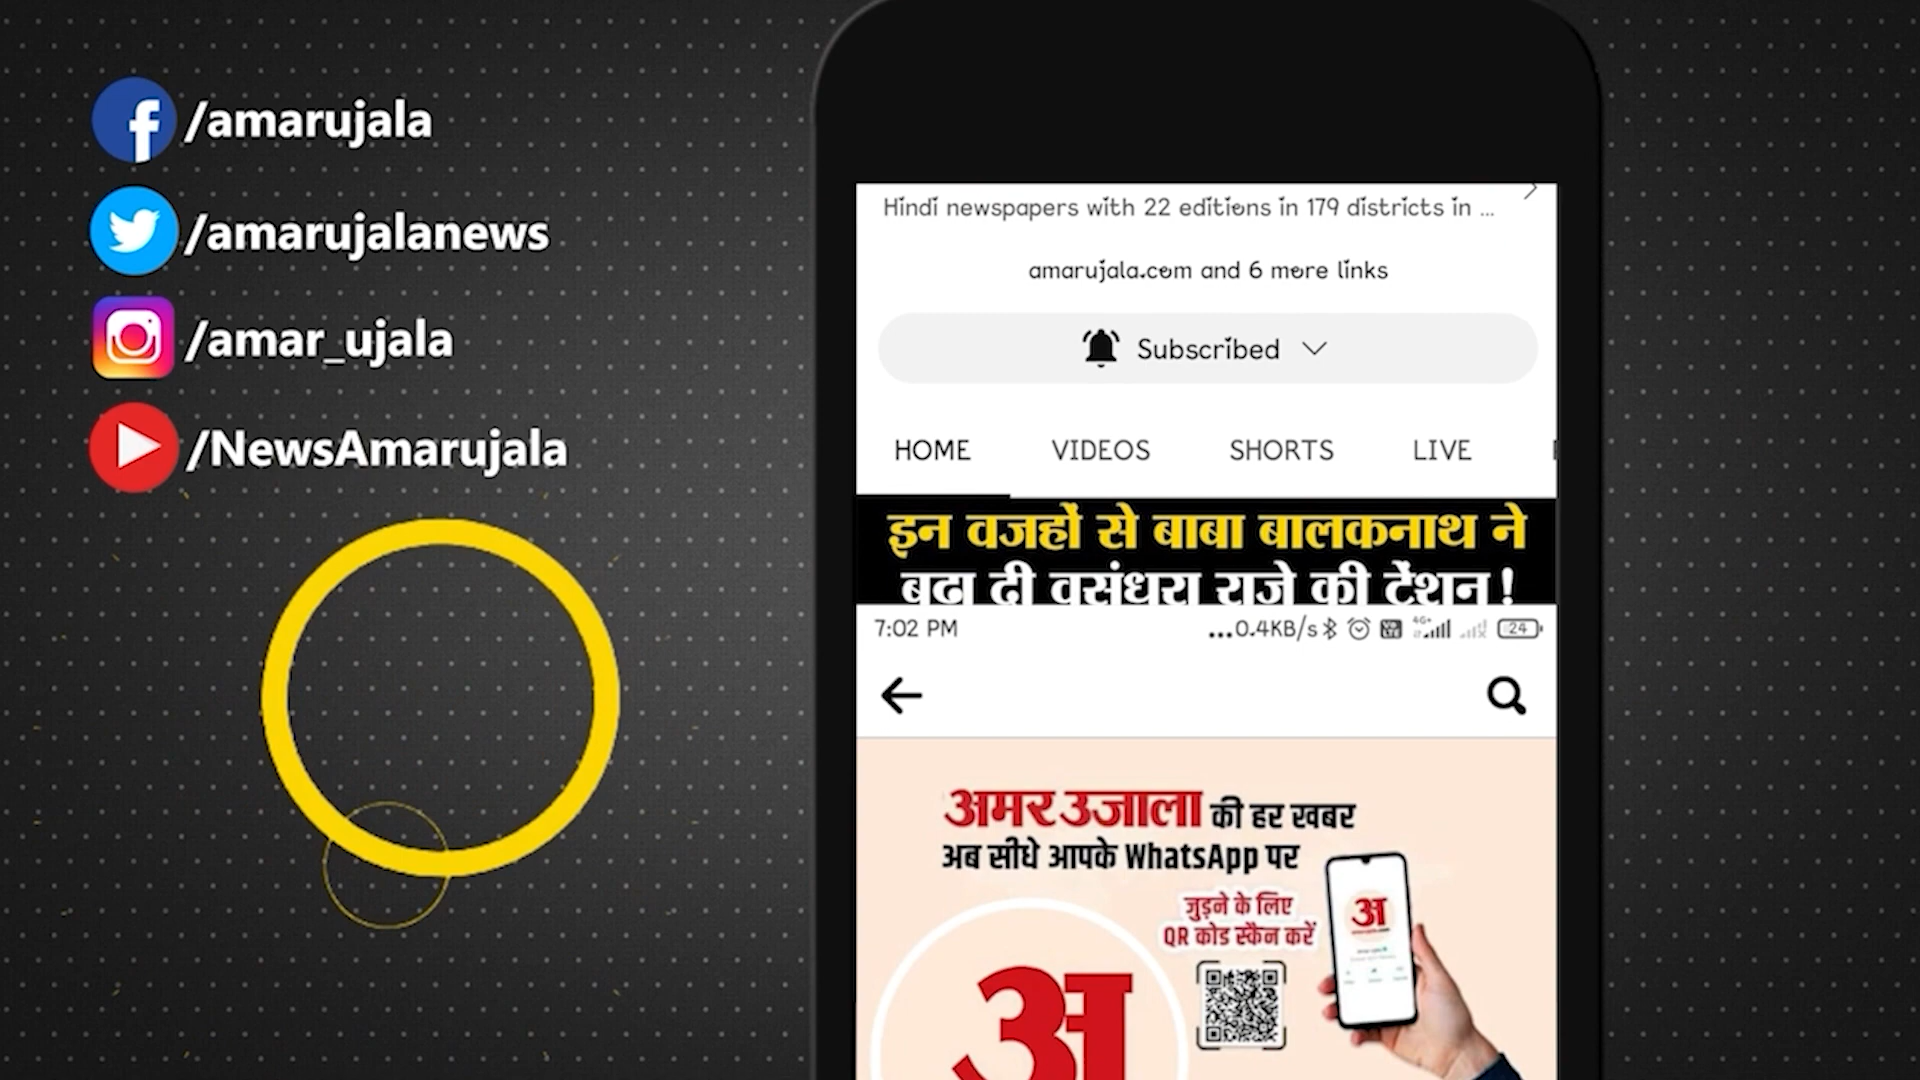 /amarujala
/amarujalanews
/amar_ujala
/NewsAmarujala
Hindi newspapers with 22 editions in 179 districts in ...
amarujala.com and 6 more links
Subscribed
HOME VIDEOS SHORTS LIVE
इन वजहों से बाबा बालकनाथ ने
बढ़ा दी वसुंधरा राजे की टेंशन!
7:02 PM ...0.4KB/s 4G+ 24
अमर उजाला की हर खबर
अब सीधे आपके WhatsApp पर
जुड़ने के लिए
QR कोड स्कैन करें
अ
अ